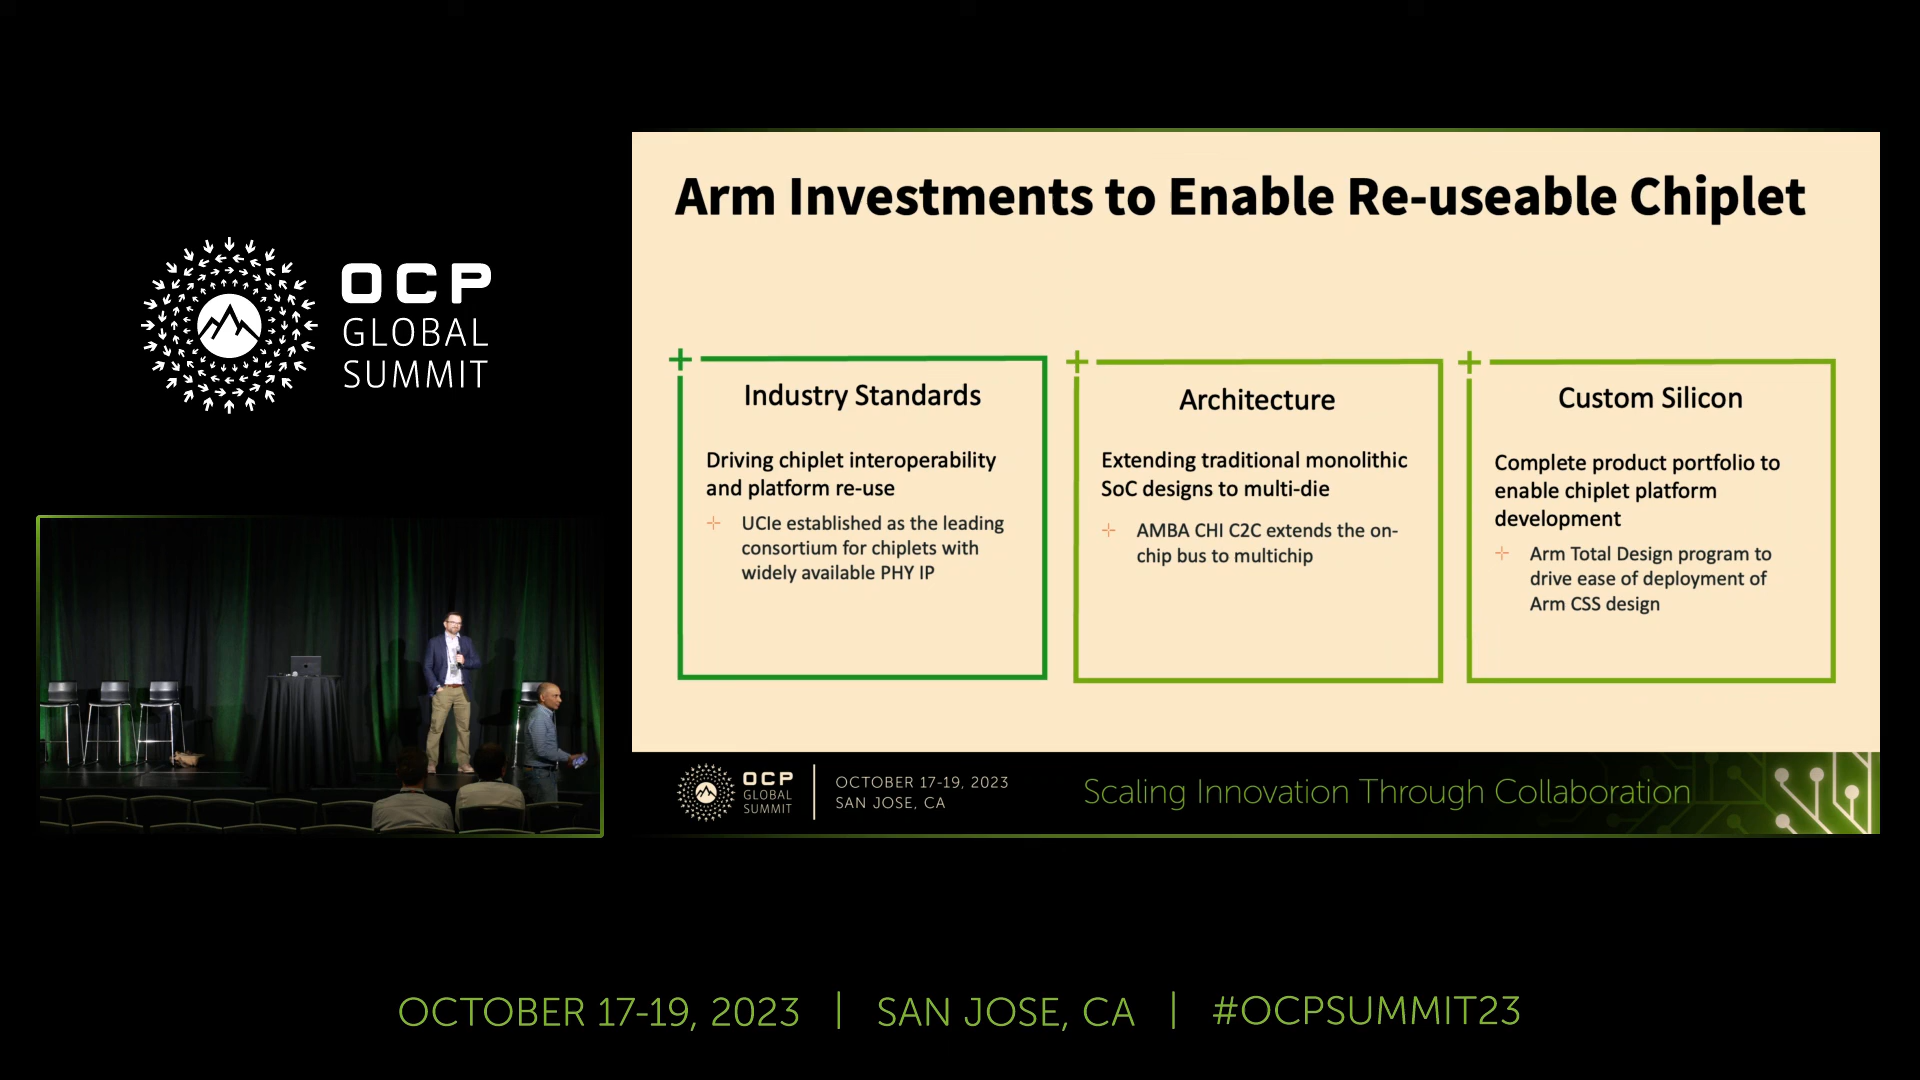 OCP
GLOBAL
SUMMIT
Arm Investments to Enable Re-useable Chiplet
Industry Standards
Driving chiplet interoperability
and platform re-use
UCIe established as the leading
consortium for chiplets with
widely available PHY IP
Architecture
Extending traditional monolithic
SoC designs to multi-die
AMBA CHI C2C extends the on-
chip bus to multichip
Custom Silicon
Complete product portfolio to
enable chiplet platform
development
Arm Total Design program to
drive ease of deployment of
Arm CSS design
OCP
GLOBAL
SUMMIT
OCTOBER 17-19, 2023
SAN JOSE, CA
Scaling Innovation Through Collaboration
OCTOBER 17-19, 2023 | SAN JOSE, CA | #OCPSUMMIT23